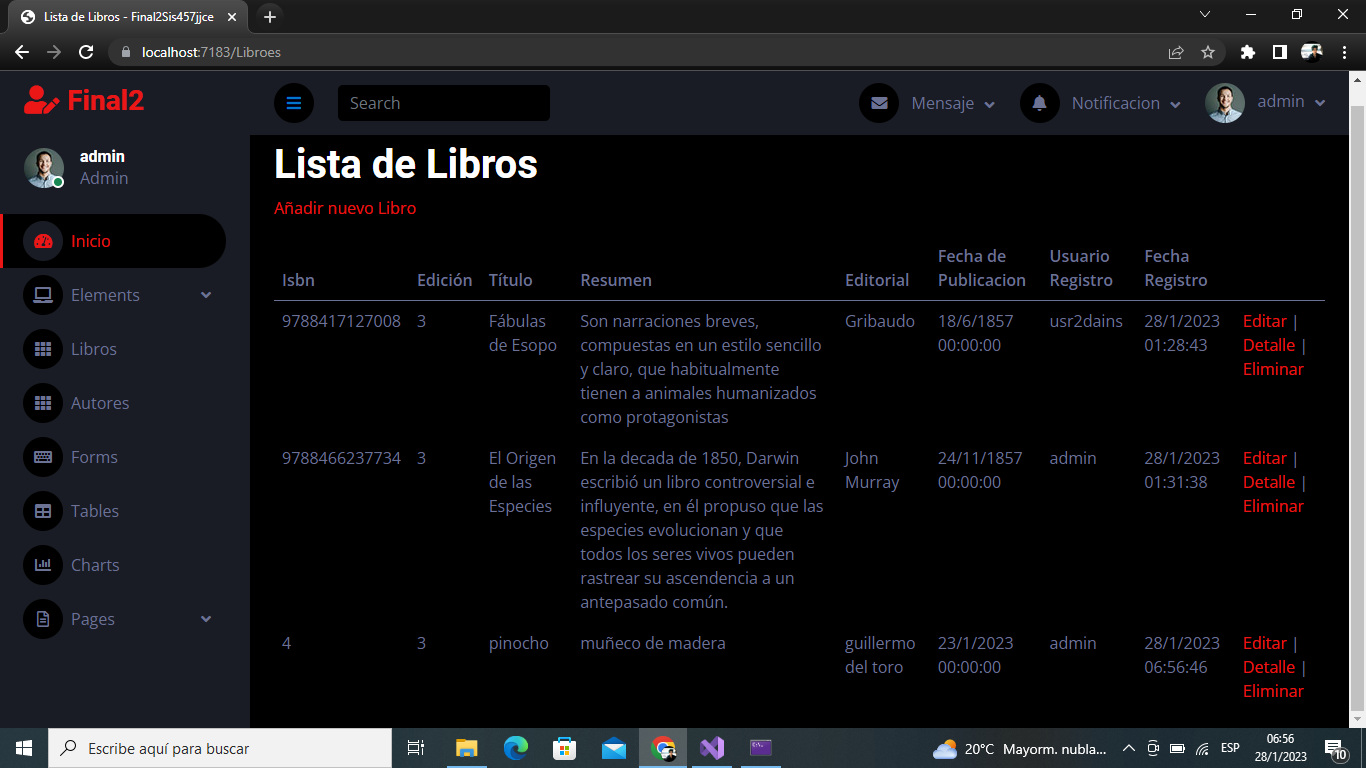 Lista de Libros - Final2Sis457jjce
localhost:7183/Libroes
Final2
Search
Mensaje
Notificacion
admin
admin
Admin
Inicio
Elements
Libros
Autores
Forms
Tables
Charts
Pages
Lista de Libros
Añadir nuevo Libro
Isbn Edición Título Resumen Editorial Fecha de Publicacion Usuario Registro Fecha Registro
9788417127008 3 Fábulas Son narraciones breves, Gribaudo 18/6/1857 usr2dains 28/1/2023 Editar |
de Esopo compuestas en un estilo sencillo 00:00:00 01:28:43 Detalle |
y claro, que habitualmente Eliminar
tienen a animales humanizados
como protagonistas
9788466237734 3 El Origen En la decada de 1850, Darwin John 24/11/1857 admin 28/1/2023 Editar |
de las escribió un libro controversial e Murray 00:00:00 01:31:38 Detalle |
Especies influyente, en él propuso que las Eliminar
especies evolucionan y que
todos los seres vivos pueden
rastrear su ascendencia a un
antepasado común.
4 3 pinocho muñeco de madera guillermo 23/1/2023 admin 28/1/2023 Editar |
del toro 00:00:00 06:56:46 Detalle |
Eliminar
Escribe aquí para buscar
20°C Mayorm. nubla...
ESP
06:56
28/1/2023
10